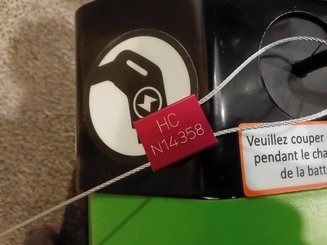 HC
N14358
Veuillez couper
pendant le cha
de la batt